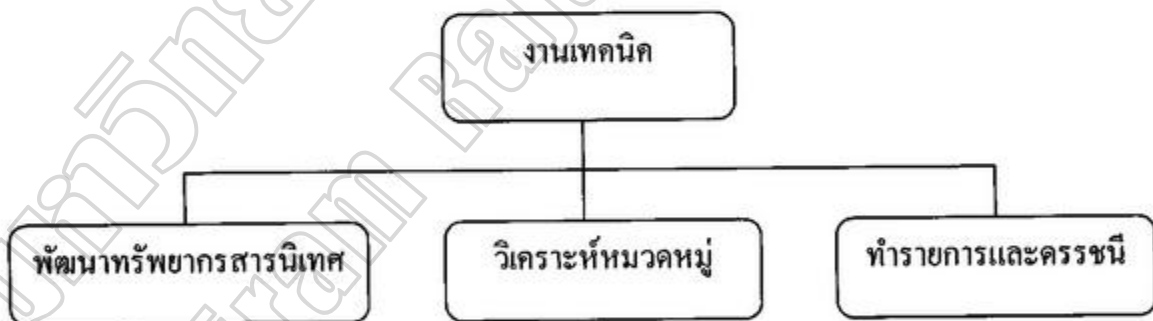 งานเทคนิค
พัฒนาทรัพยากรสารนิเทศ
วิเคราะห์หมวดหมู่
ทำรายการและดรรชนี